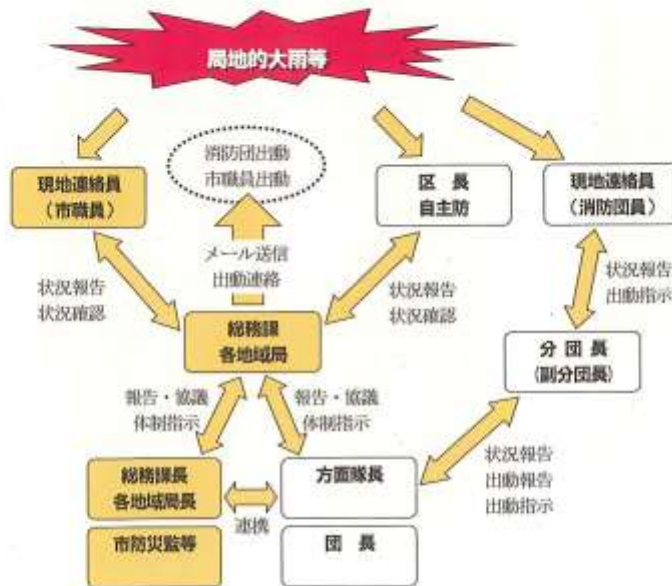 局地的大雨等
消防団出動
市職員出動
現地連絡員
（市職員）
区　長
自主防
現地連絡員
（消防団員）
メール送信
出動連絡
状況報告
状況確認
状況報告
状況確認
状況報告
出動指示
総務課
各地域局
分 団 長
(副分団長)
報告・協議
体制指示
報告・協議
体制指示
状況報告
出動報告
出動指示
総務課長
各地域局長
方面隊長
連携
市防災監等
団　長